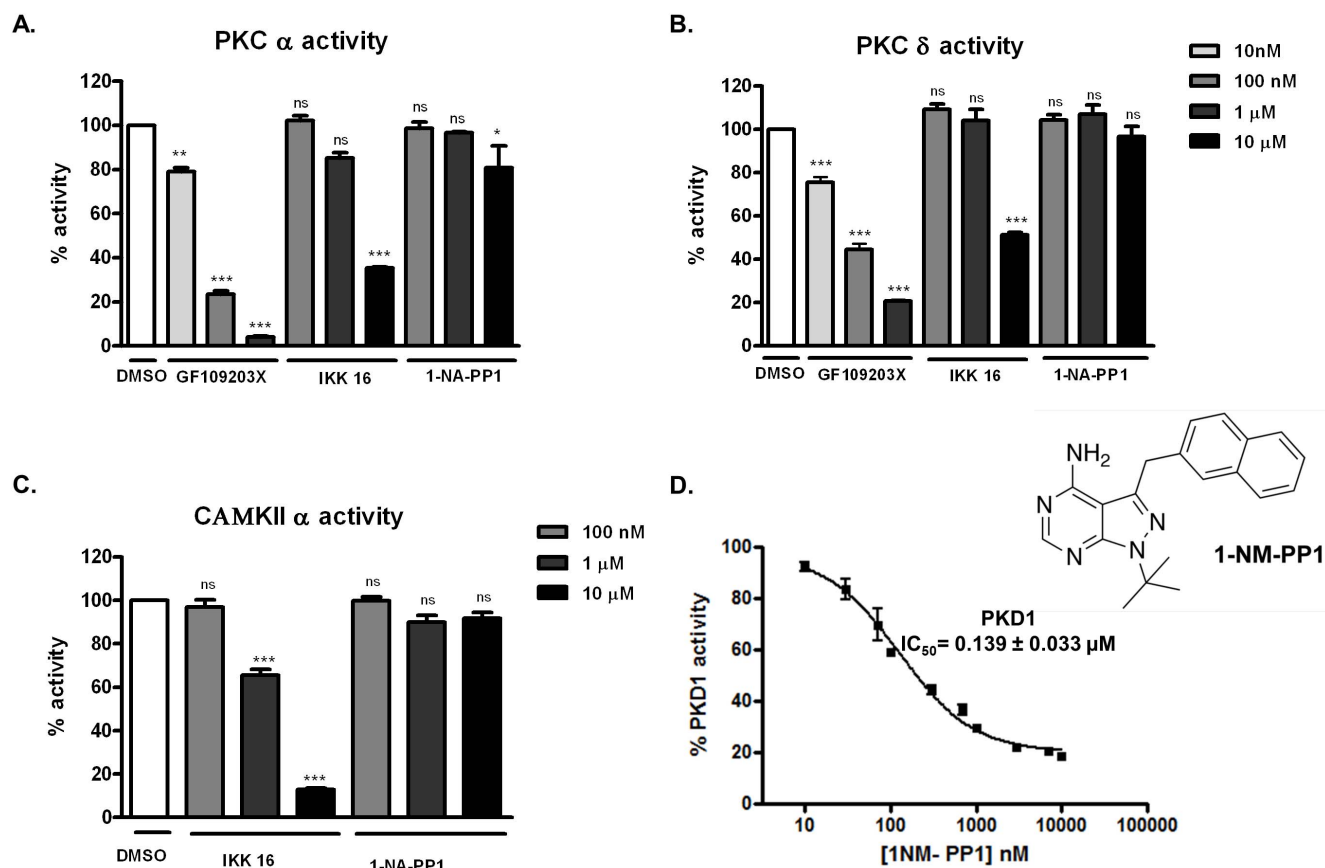 A.
PKC α activity
% activity
120
100
80
60
40
20
0
**
***
***
ns
ns
***
ns
ns
*
DMSO
GF109203X
IKK 16
1-NA-PP1
B.
PKC δ activity
% activity
120
100
80
60
40
20
0
***
***
***
ns
ns
***
ns
ns
ns
DMSO
GF109203X
IKK 16
1-NA-PP1
10nM
100 nM
1 μM
10 μM
C.
CAMKII α activity
% activity
120
100
80
60
40
20
0
ns
***
***
ns
ns
ns
DMSO
IKK 16
1-NA-PP1
100 nM
1 μM
10 μM
D.
NH2
N
N
N
N
1-NM-PP1
% PKD1 activity
100
80
60
40
20
0
PKD1
IC50= 0.139 ± 0.033 μM
10
100
1000
10000
100000
[1NM- PP1] nM